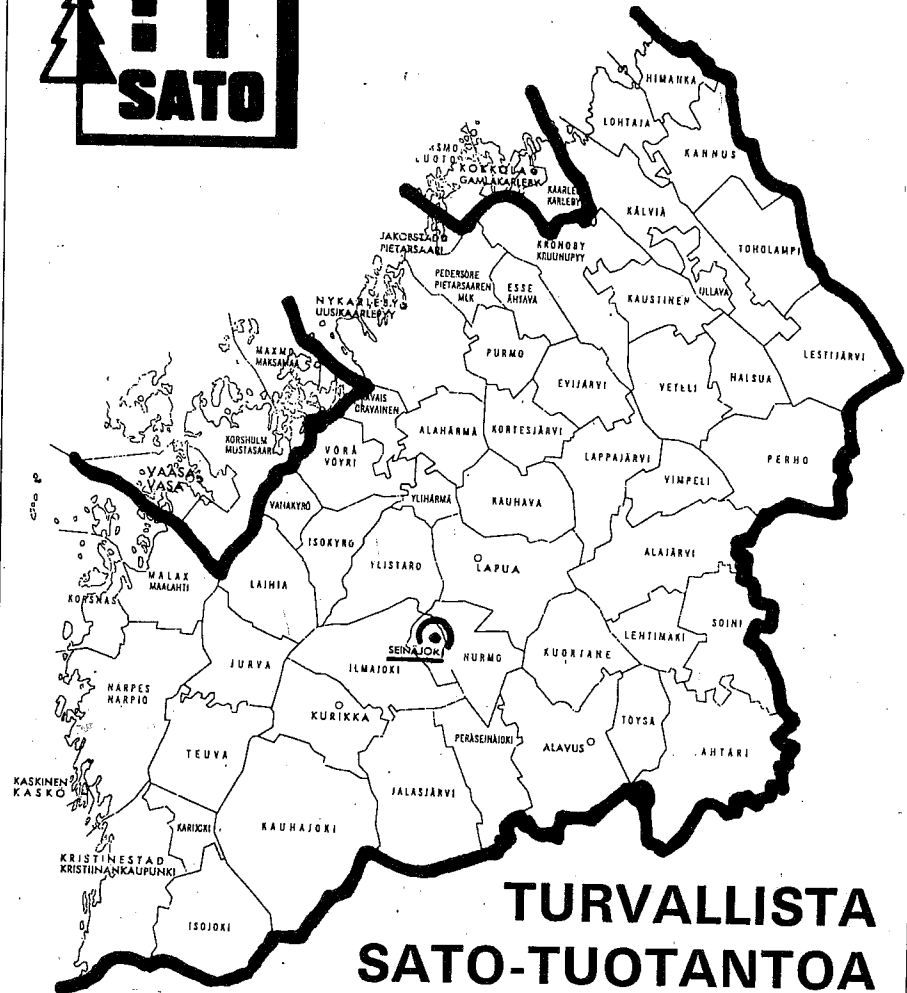 SATO
HIMANKA
LOHTAJA
KANNUS
KOKKOLA
GAMLAKARLEBY
KARLEBY
KÄLVIÄ
TOHOLAMPI
JAKOBSTAD
PIETARSAARI
KRONOBY
KRUUNUPYY
PEDERSÖRE
PIETARSAAREN
MLK
ESSE
ÄHTÄVÄ
KAUSTINEN
ULLAVA
NYKARLEBY
UUSIKAARLEPYY
PURMO
LESTIJÄRVI
MAXMO
MAKSAMAA
EVIJÄRVI
VETELI
HALSUA
ORAVAINEN
KORSHOLM
MUSTASAARI
VÖRÅ
VÖYRI
ALAHÄRMÄ
KORTESJÄRVI
LAPPAJÄRVI
PERHO
VIMPELI
VAASA
VASA
VÄHÄKYRÖ
YLIHÄRMÄ
KAUHAVA
ISOKYRÖ
YLISTARO
LAPUA
ALAJÄRVI
MALAX
MAALAHTI
LAIHIA
KORSNÄS
SOINI
LEHTIMÄKI
SEINÄJOKI
NURMO
KUORTANE
JURVA
ILMAJOKI
NÄRPES
NÄRPIÖ
KURIKKA
TÖYSÄ
PERÄSEINÄJOKI
ALAVUS
TEUVA
ÄHTÄRI
KASKINEN
KASKÖ
JALASJÄRVI
KARIJOKI
KAUHAJOKI
KRISTINESTAD
KRISTIINANKAUPUNKI
ISOJOKI
TURVALLISTA
SATO-TUOTANTOA